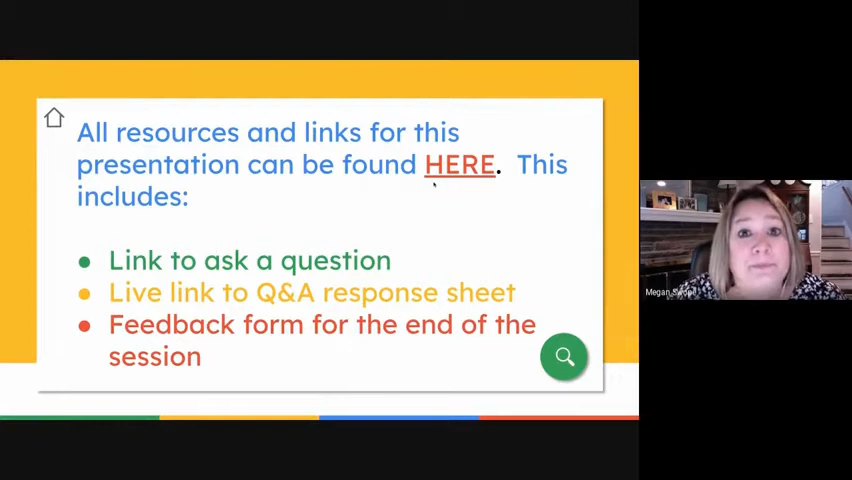 All resources and links for this
presentation can be found HERE. This
includes:
● Link to ask a question
● Live link to Q&A response sheet
● Feedback form for the end of the
session
Megan